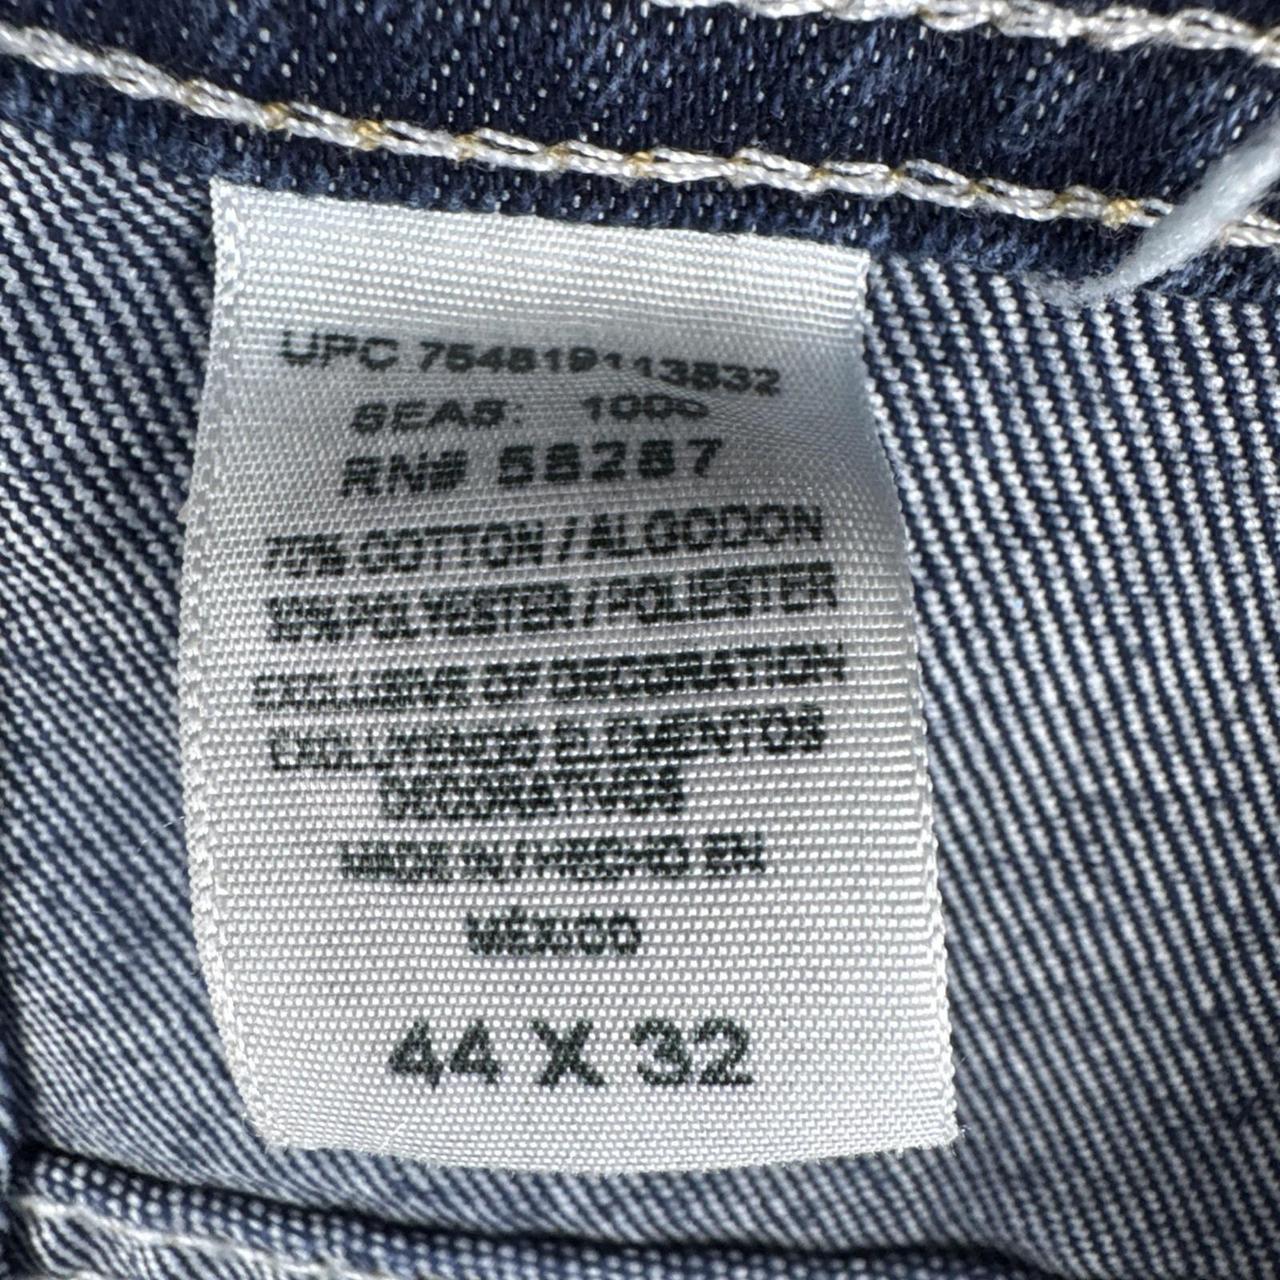 UPC 754819113832
SEAS: 1000
RN# 58287
70% COTTON / ALGODON
30% POLYESTER / POLIESTER
EXCLUSIVE OF DECORATION
EXCLUYENDO ELEMENTOS
DECORATIVOS
MADE IN / HECHO EN
MÉXICO
44 X 32